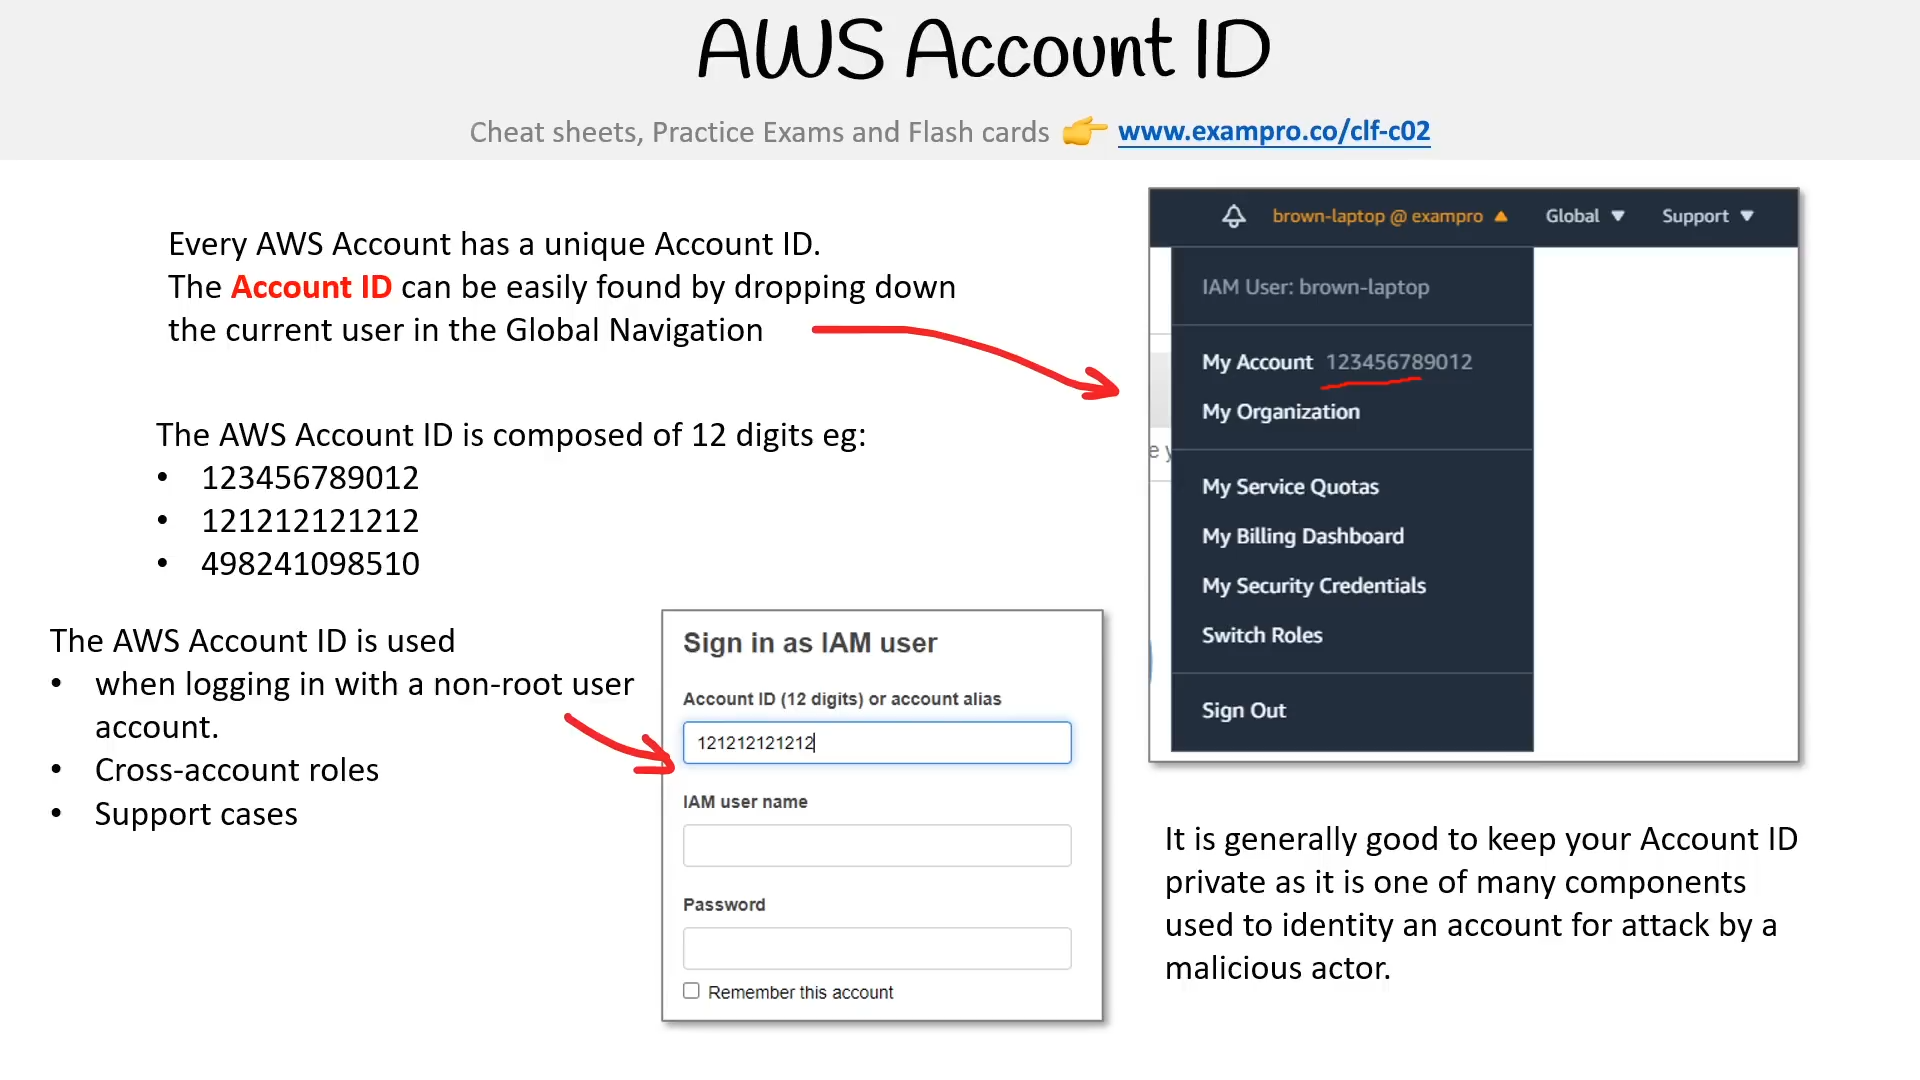 AWS Account ID
Cheat sheets, Practice Exams and Flash cards 👉 www.exampro.co/clf-c02
Every AWS Account has a unique Account ID.
The Account ID can be easily found by dropping down
the current user in the Global Navigation
The AWS Account ID is composed of 12 digits eg:
• 123456789012
• 121212121212
• 498241098510
The AWS Account ID is used
• when logging in with a non-root user
account.
• Cross-account roles
• Support cases
Sign in as IAM user
Account ID (12 digits) or account alias
121212121212
IAM user name
Password
Remember this account
brown-laptop @ exampro Global Support
IAM User: brown-laptop
My Account 123456789012
My Organization
e y
My Service Quotas
My Billing Dashboard
My Security Credentials
Switch Roles
Sign Out
It is generally good to keep your Account ID
private as it is one of many components
used to identity an account for attack by a
malicious actor.